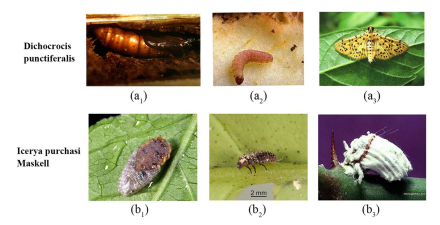 Dichocrocis
punctiferalis
(a1)
(a2)
(a3)
Icerya purchasi
Maskell
2 mm
(b1)
(b2)
(b3)